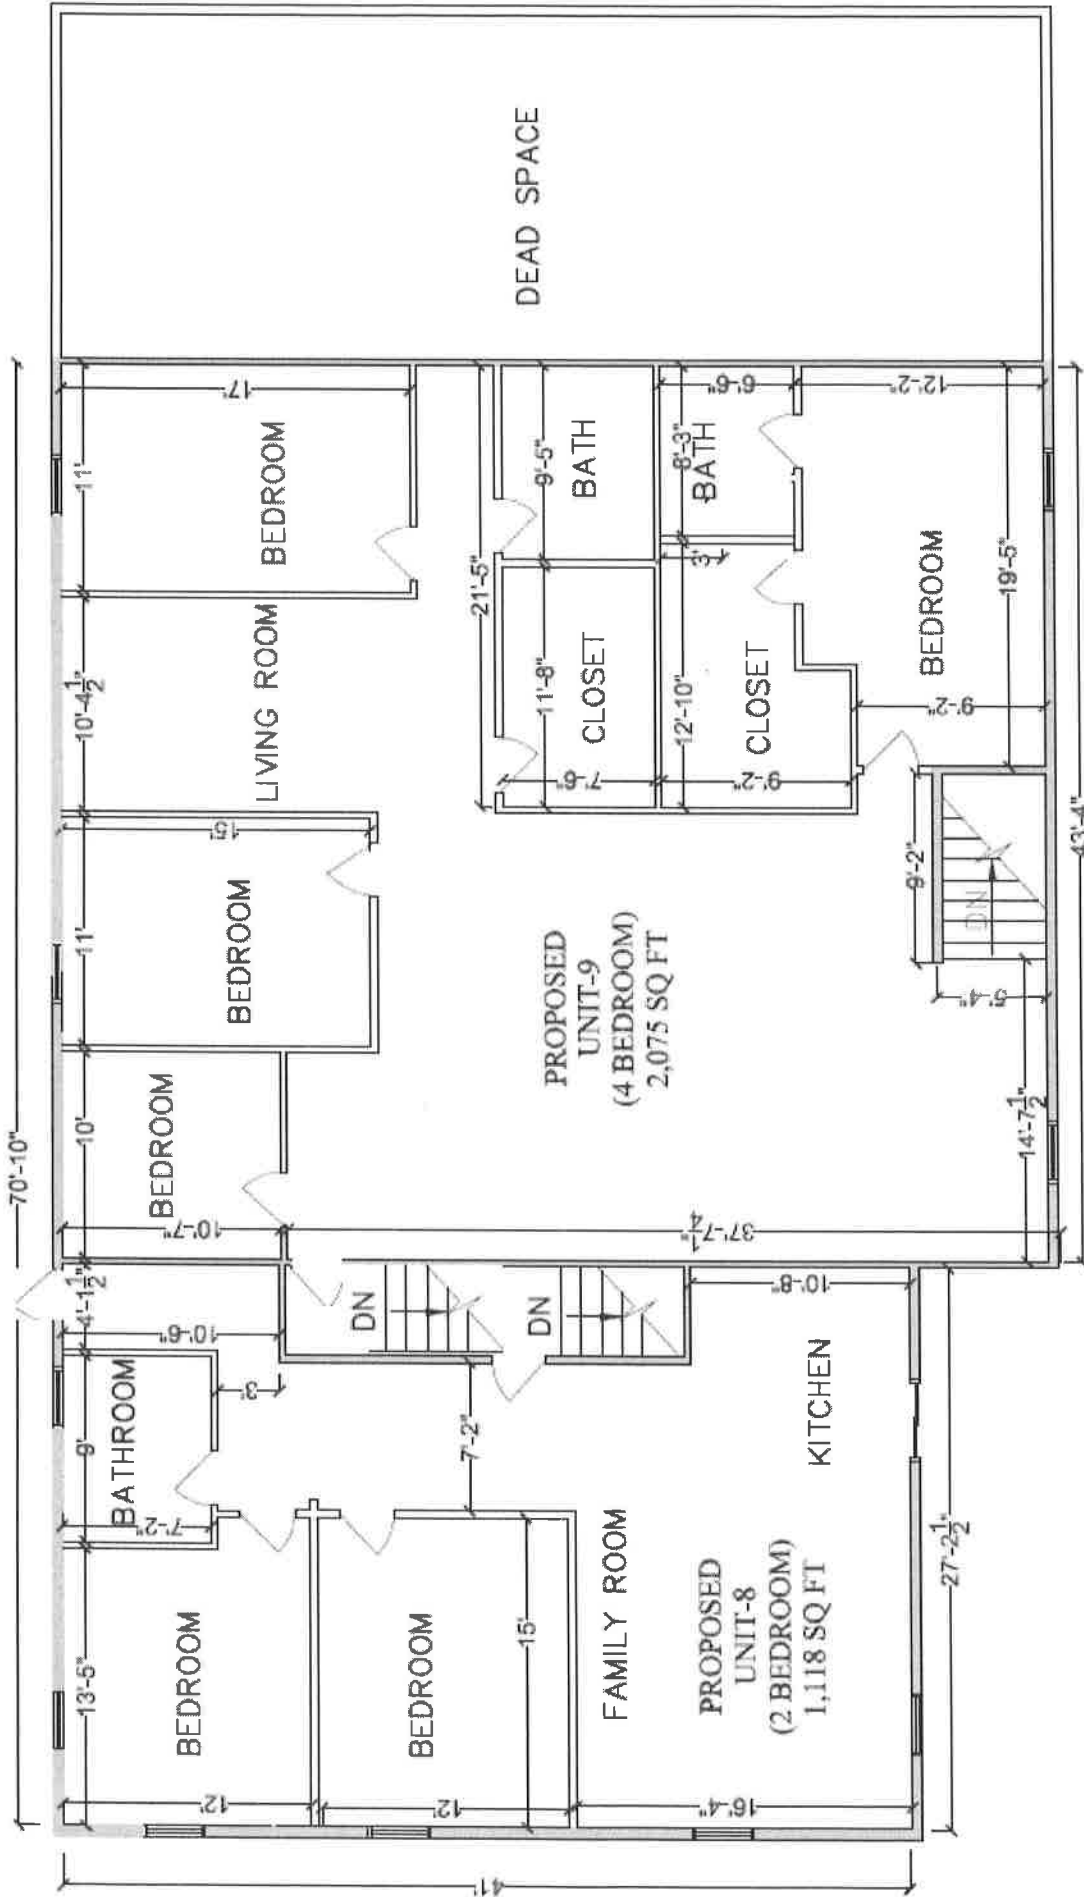 70'-10"
13'-5"
9'
4'-1 1/2"
10'
11'
10'-4 1/2"
11'
BATHROOM
7'-2"
10'-6"
10'-7"
15'
17'
12'
BEDROOM
3'
BEDROOM
BEDROOM
LIVING ROOM
BEDROOM
DN
12'
BEDROOM
15'
7'-2"
DN
21'-5"
DEAD SPACE
11'-8"
9'-5"
7'-6"
CLOSET
BATH
41'
FAMILY ROOM
PROPOSED
UNIT-9
(4 BEDROOM)
2,075 SQ FT
37'-7 1/4"
12'-10"
3'
8'-3"
6'-6"
BATH
9'-2"
CLOSET
16'-4"
PROPOSED
UNIT-8
(2 BEDROOM)
1,118 SQ FT
KITCHEN
10'-8"
9'-2"
9'-2"
BEDROOM
12'-2"
27'-2 1/2"
5'-4"
DN
14'-7 1/2"
19'-5"
43'-4"